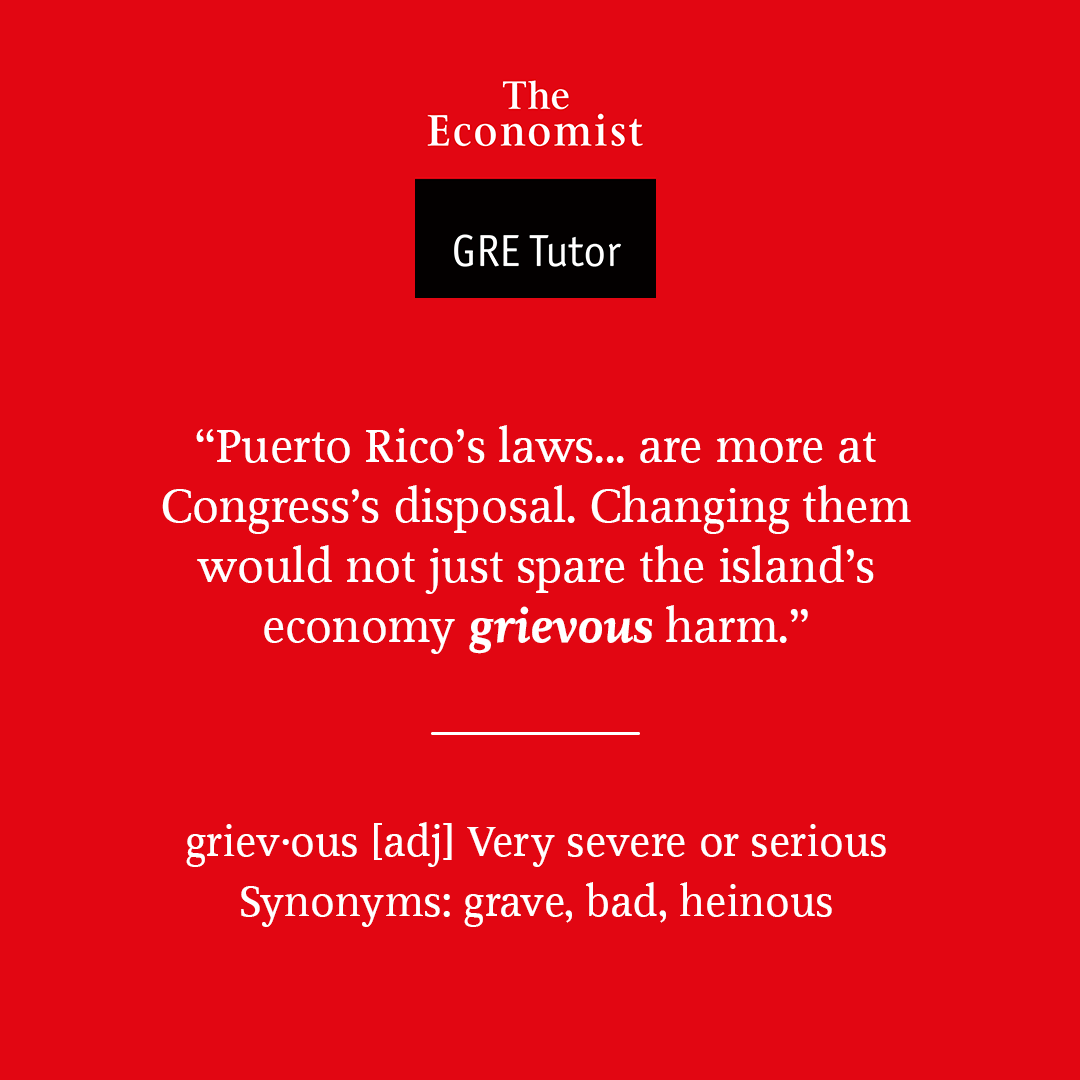 The
Economist
GRE Tutor
“Puerto Rico’s laws... are more at
Congress’s disposal. Changing them
would not just spare the island’s
economy grievous harm.”
griev·ous [adj] Very severe or serious
Synonyms: grave, bad, heinous